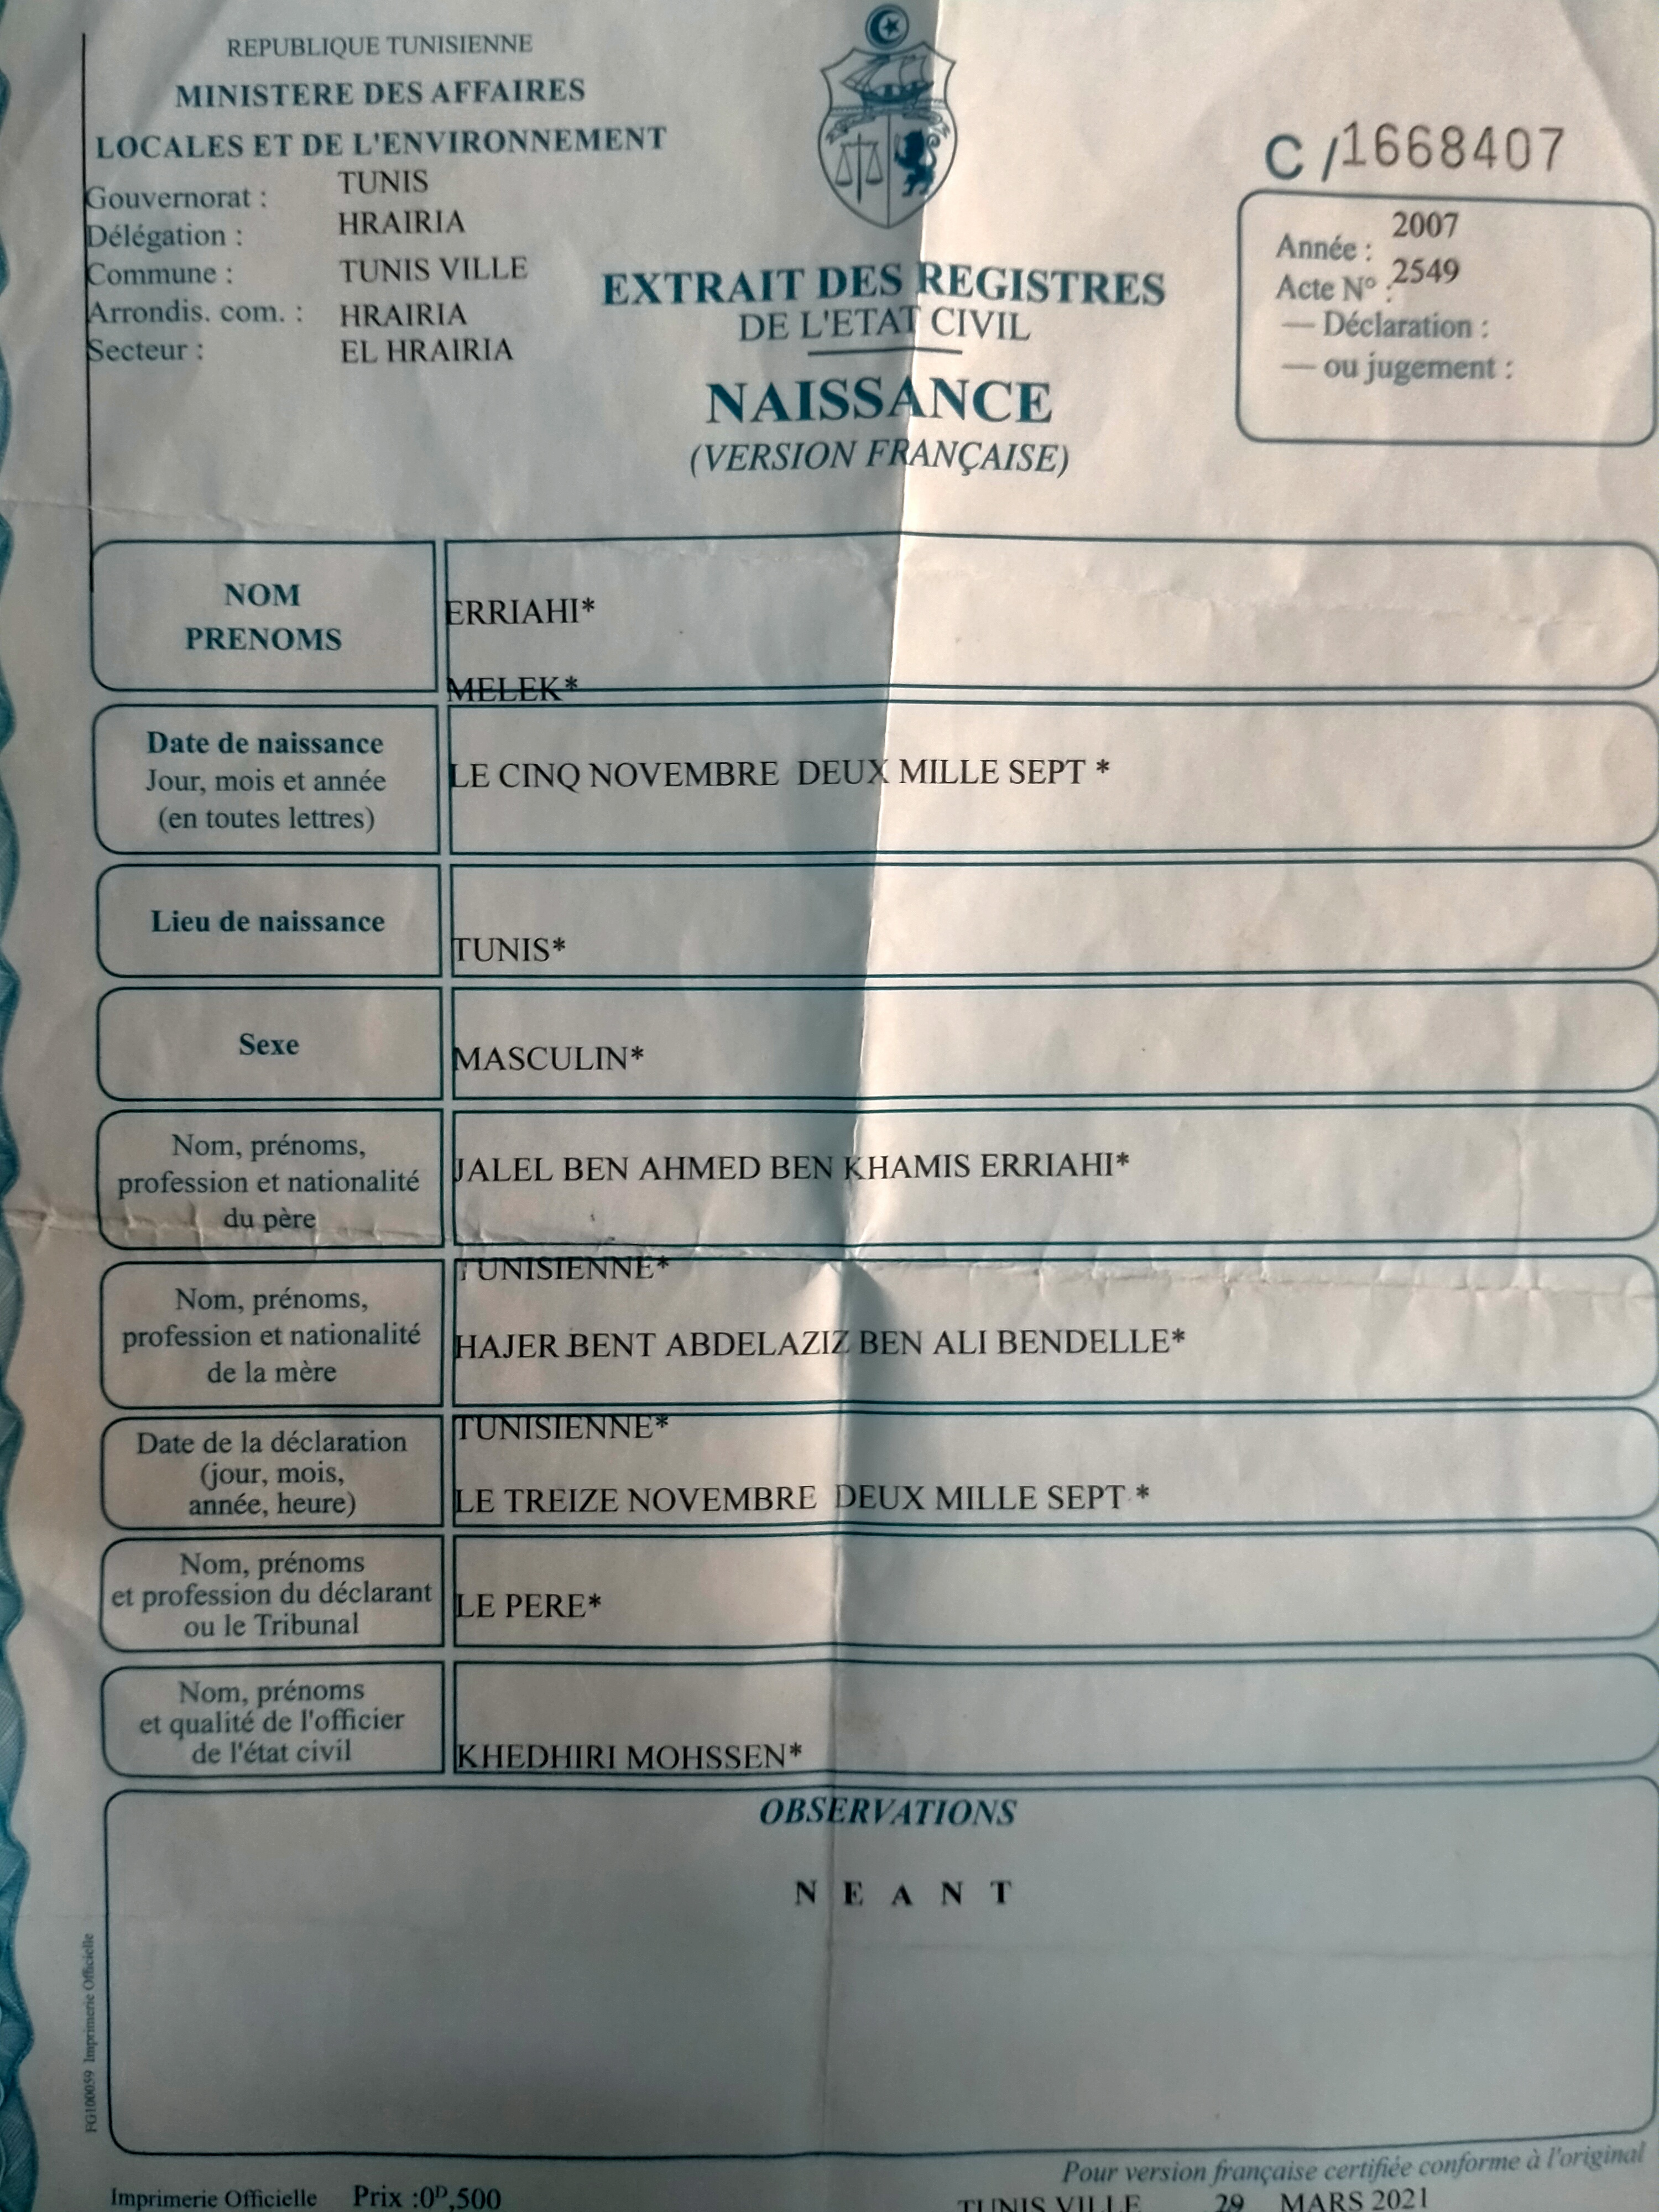 REPUBLIQUE TUNISIENNE
MINISTERE DES AFFAIRES
LOCALES ET DE L'ENVIRONNEMENT
Gouvernorat : TUNIS
Délégation : HRAIRIA
Commune : TUNIS VILLE
Arrondis. com. : HRAIRIA
Secteur : EL HRAIRIA
EXTRAIT DES REGISTRES
DE L'ETAT CIVIL
NAISSANCE
(VERSION FRANÇAISE)
C /1668407
Année : 2007
Acte N° : 2549
— Déclaration :
— ou jugement :
NOM
PRENOMS
ERRIAHI*
MELEK*
Date de naissance
Jour, mois et année
(en toutes lettres)
LE CINQ NOVEMBRE DEUX MILLE SEPT *
Lieu de naissance
TUNIS*
Sexe
MASCULIN*
Nom, prénoms,
profession et nationalité
du père
JALEL BEN AHMED BEN KHAMIS ERRIAHI*
TUNISIENNE*
Nom, prénoms,
profession et nationalité
de la mère
HAJER BENT ABDELAZIZ BEN ALI BENDELLE*
TUNISIENNE*
Date de la déclaration
(jour, mois,
année, heure)
LE TREIZE NOVEMBRE DEUX MILLE SEPT *
Nom, prénoms
et profession du déclarant
ou le Tribunal
LE PERE*
Nom, prénoms
et qualité de l'officier
de l'état civil
KHEDHIRI MOHSSEN*
OBSERVATIONS
N E A N T
FG100059 Imprimerie Officielle
Pour version française certifiée conforme à l'original
Imprimerie Officielle Prix :0ᴰ,500
TUNIS VILLE 29 MARS 2021